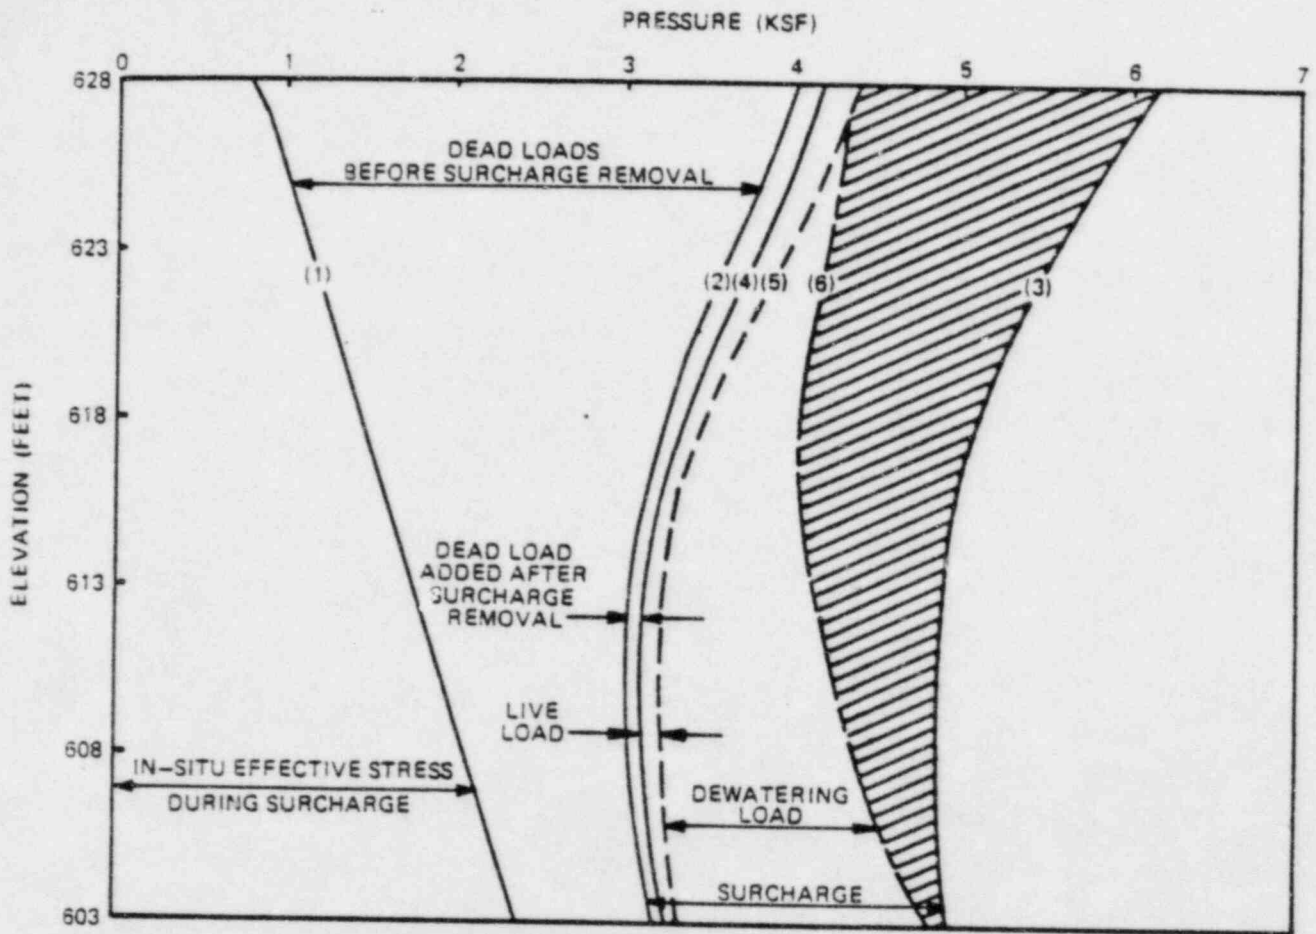 PRESSURE (KSF)
0 1 2 3 4 5 6 7
628
DEAD LOADS
BEFORE SURCHARGE REMOVAL
623
(1) (2)(4)(5) (6) (3)
618
ELEVATION (FEET)
DEAD LOAD
ADDED AFTER
SURCHARGE
REMOVAL
613
LIVE
LOAD
608
IN-SITU EFFECTIVE STRESS
DURING SURCHARGE
DEWATERING
LOAD
SURCHARGE
603